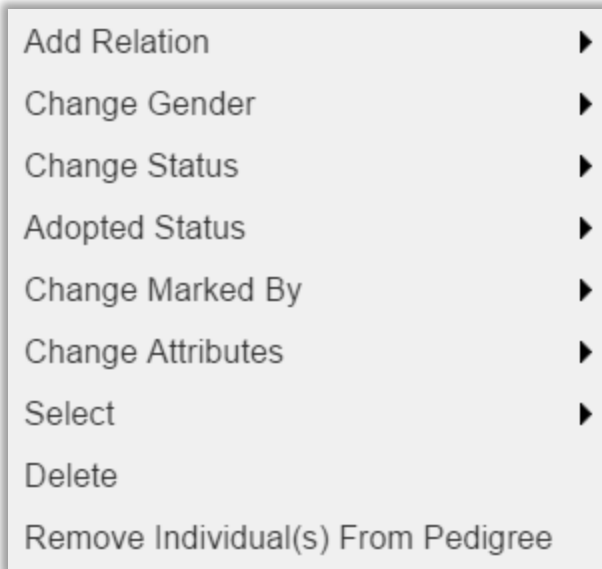 Add Relation
Change Gender
Change Status
Adopted Status
Change Marked By
Change Attributes
Select
Delete
Remove Individual(s) From Pedigree